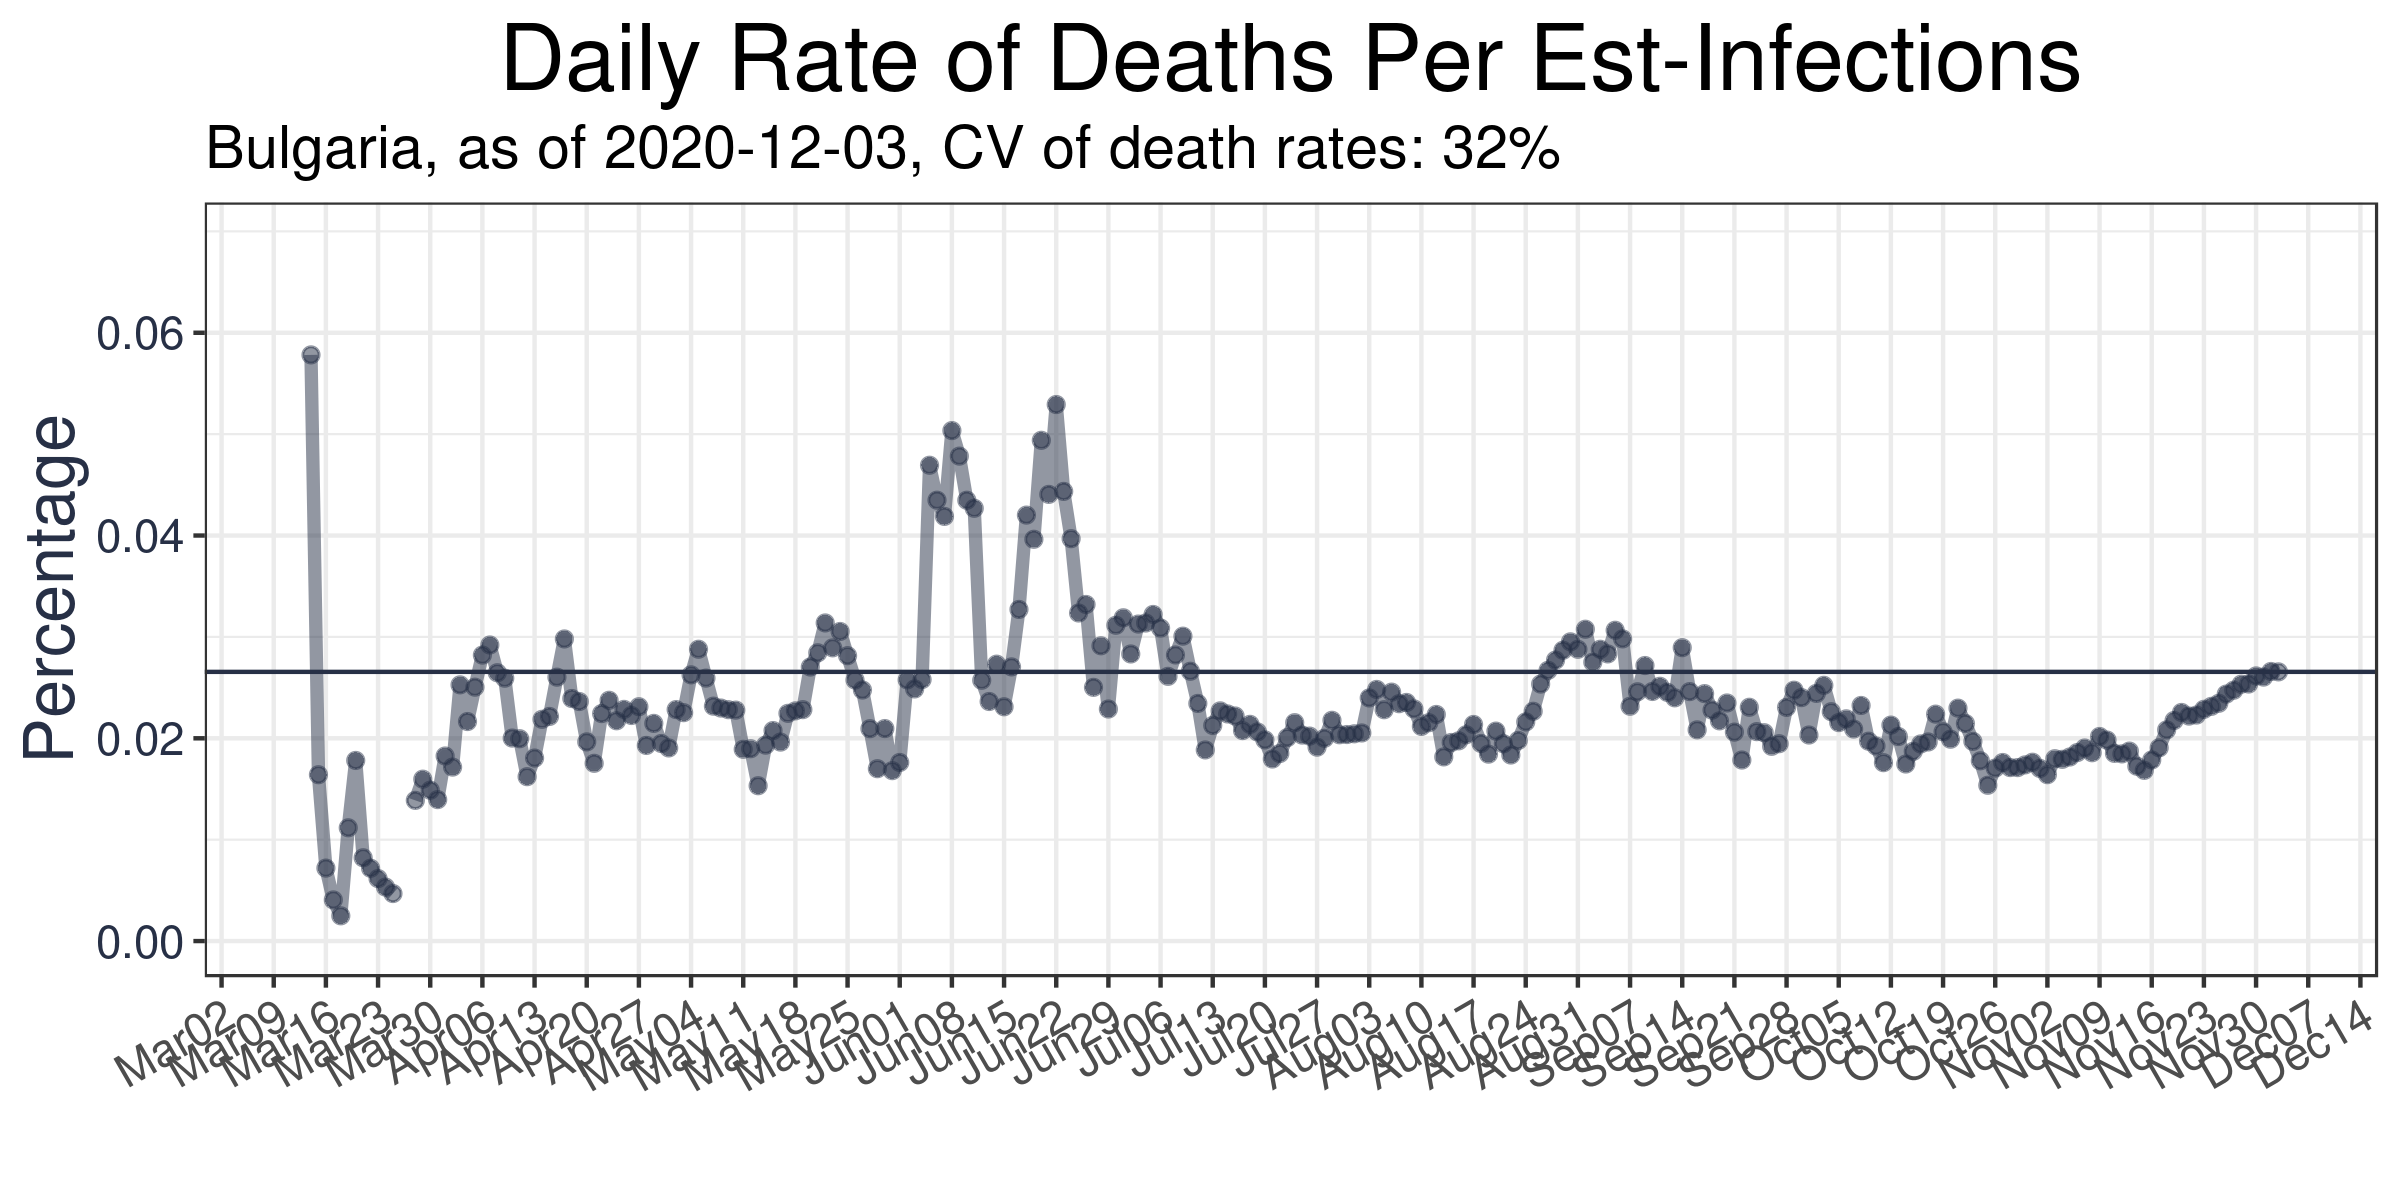 Daily Rate of Deaths Per Est-Infections
Bulgaria, as of 2020-12-03, CV of death rates: 32%
Percentage
0.06
0.04
0.02
0.00
Mar02
Mar09
Mar16
Mar23
Mar30
Apr06
Apr13
Apr20
Apr27
May04
May11
May18
May25
Jun01
Jun08
Jun15
Jun22
Jun29
Jul06
Jul13
Jul20
Jul27
Aug03
Aug10
Aug17
Aug24
Aug31
Sep07
Sep14
Sep21
Sep28
Oct05
Oct12
Oct19
Oct26
Nov02
Nov09
Nov16
Nov23
Nov30
Dec07
Dec14